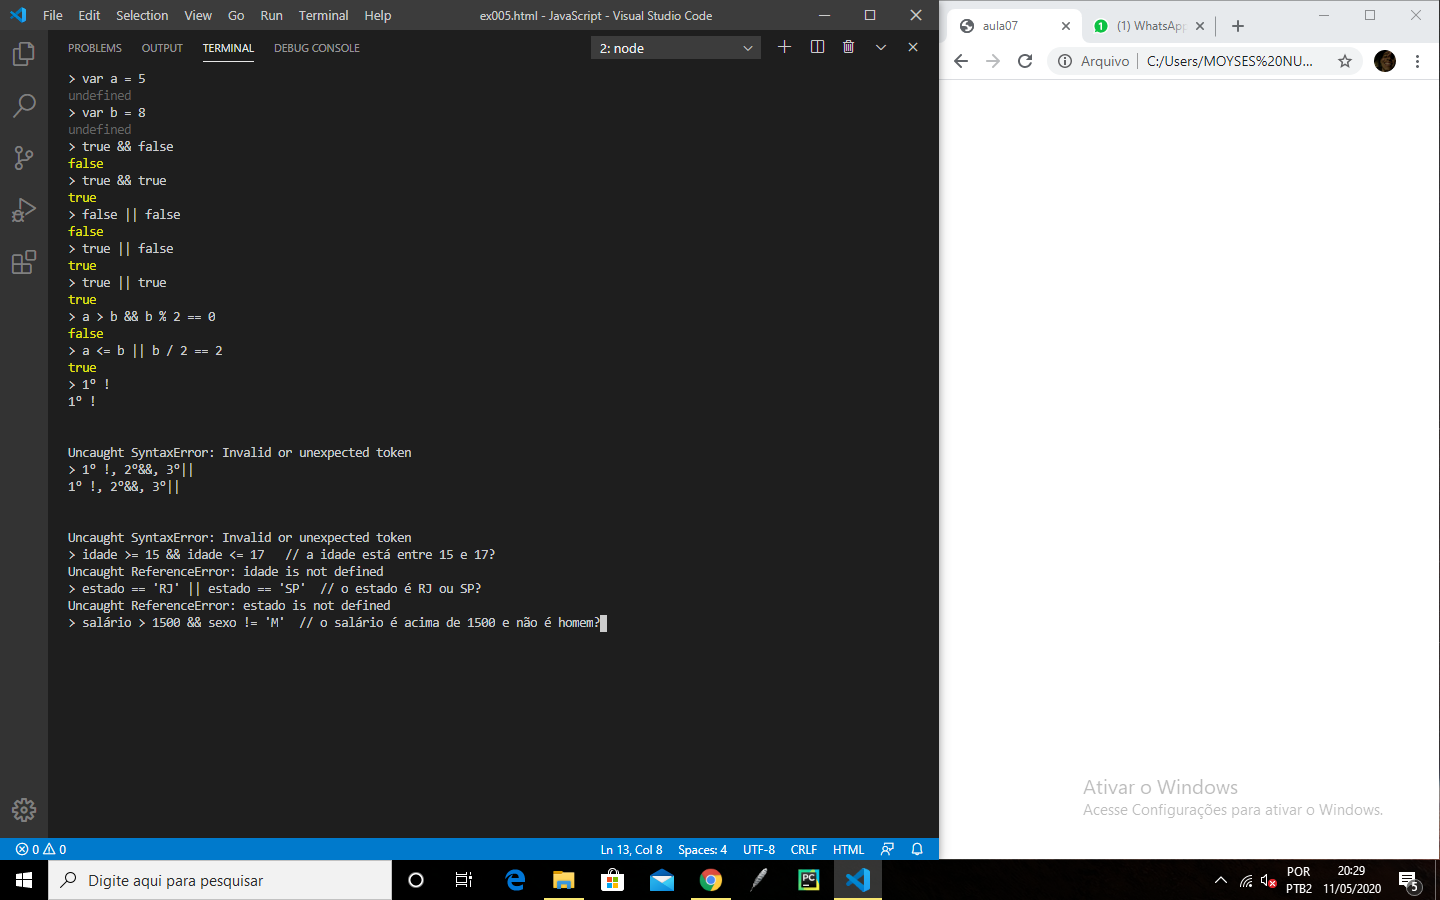 File Edit Selection View Go Run Terminal Help
ex005.html - JavaScript - Visual Studio Code
PROBLEMS OUTPUT TERMINAL DEBUG CONSOLE
2: node
> var a = 5
undefined
> var b = 8
undefined
> true && false
false
> true && true
true
> false || false
false
> true || false
true
> true || true
true
> a > b && b % 2 == 0
false
> a <= b || b / 2 == 2
true
> 1º !
1º !
Uncaught SyntaxError: Invalid or unexpected token
> 1º !, 2º&&, 3º||
1º !, 2º&&, 3º||
Uncaught SyntaxError: Invalid or unexpected token
> idade >= 15 && idade <= 17   // a idade está entre 15 e 17?
Uncaught ReferenceError: idade is not defined
> estado == 'RJ' || estado == 'SP'  // o estado é RJ ou SP?
Uncaught ReferenceError: estado is not defined
> salário > 1500 && sexo != 'M'  // o salário é acima de 1500 e não é homem?
0 0
Ln 13, Col 8 Spaces: 4 UTF-8 CRLF HTML
aula07
1 (1) WhatsApp
Arquivo C:/Users/MOYSES%20NU...
Ativar o Windows
Acesse Configurações para ativar o Windows.
Digite aqui para pesquisar
PC
POR
PTB2
20:29
11/05/2020
5